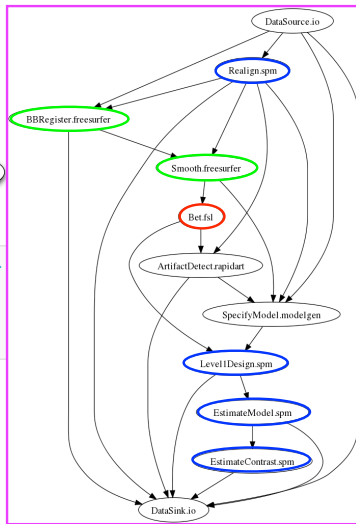 DataSource.io
Realign.spm
BBRegister.freesurfer
Smooth.freesurfer
Bet.fsl
ArtifactDetect.rapidart
SpecifyModel.modelgen
Level1Design.spm
EstimateModel.spm
EstimateContrast.spm
DataSink.io